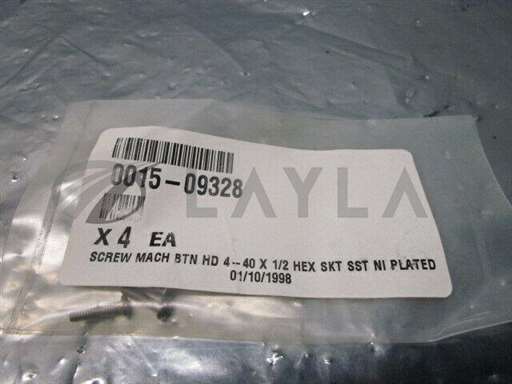 0015-09328
LAYLA
X 4 EA
SCREW MACH BTN HD 4-40 X 1/2 HEX SKT SST NI PLATED
01/10/1998